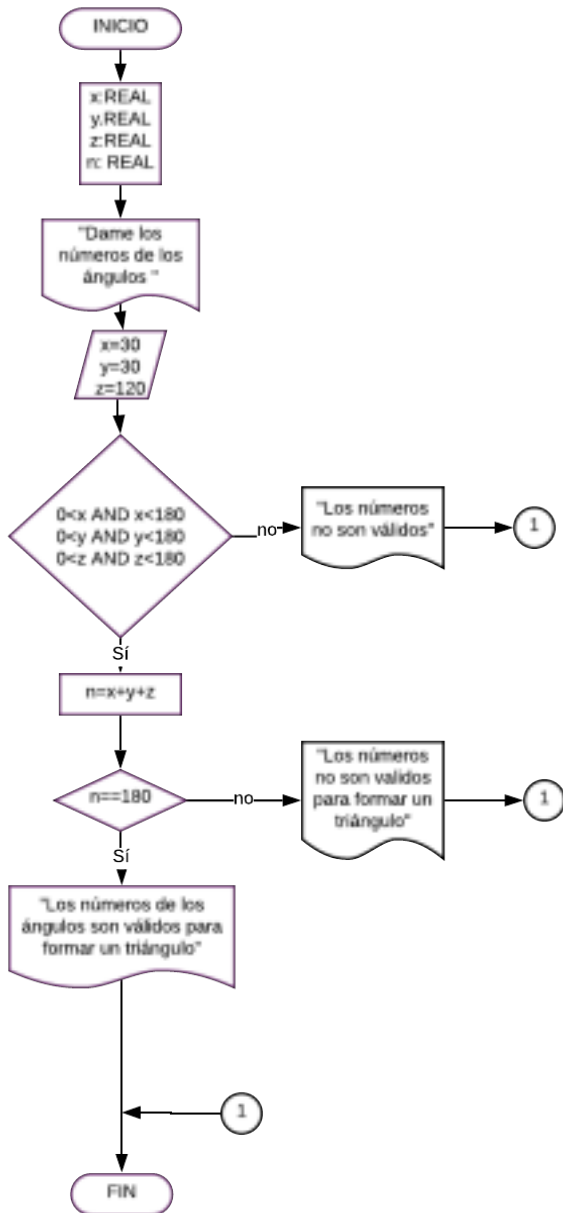 INICIO
x:REAL
y.REAL
z:REAL
n: REAL
"Dame los
números de los
ángulos "
x=30
y=30
z=120
0<x AND x<180
0<y AND y<180
0<z AND z<180
no
"Los números
no son válidos"
1
Sí
n=x+y+z
n==180
no
"Los números
no son validos
para formar un
triángulo"
1
Sí
"Los números de los
ángulos son válidos para
formar un triángulo"
1
FIN